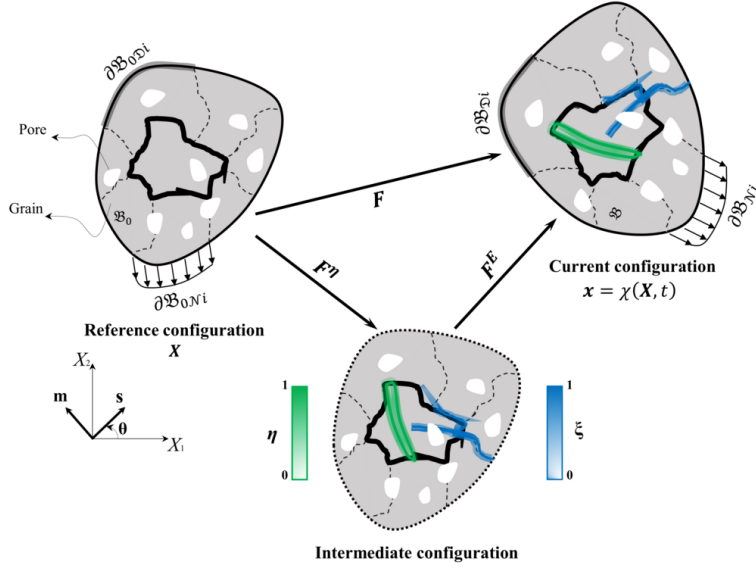 ∂𝔅₀𝒟i
Pore
Grain
𝔅₀
∂𝔅₀𝒩i
Reference configuration
X
F
F^η
F^E
∂𝔅𝒟i
𝔅
∂𝔅𝒩i
Current configuration
x = χ(X, t)
X₂
m
s
θ
X₁
1
η
0
1
ξ
0
Intermediate configuration